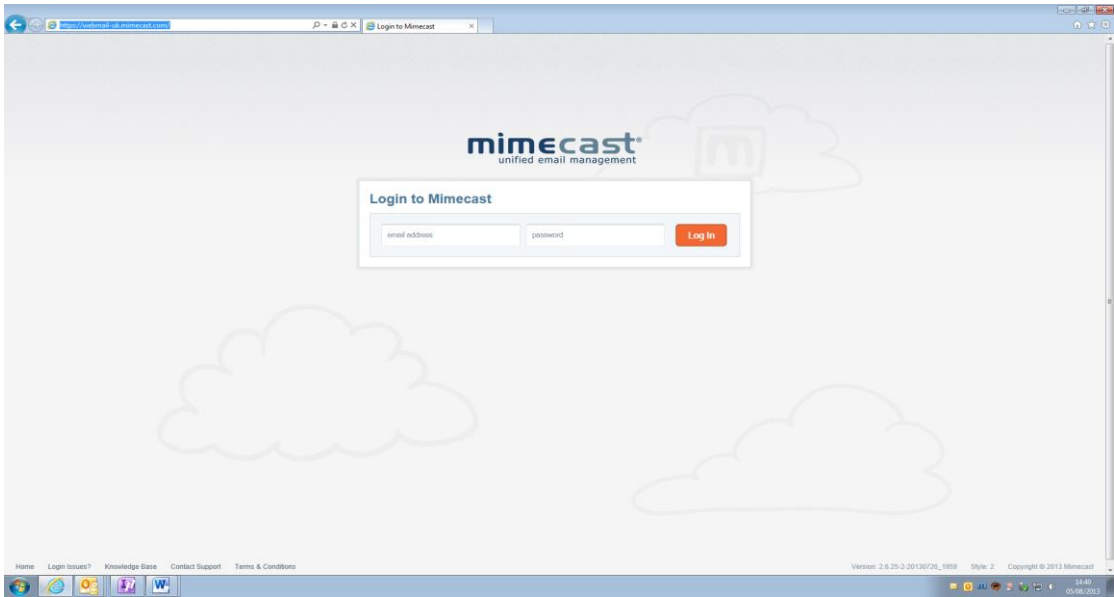 https://webmail-uk.mimecast.com/
Login to Mimecast
mimecast
unified email management
Login to Mimecast
email address
password
Log In
Home Login Issues? Knowledge Base Contact Support Terms & Conditions
Version: 2.6.25-2-20130726_1859 Style: 2 Copyright © 2013 Mimecast
14:40
05/08/2013